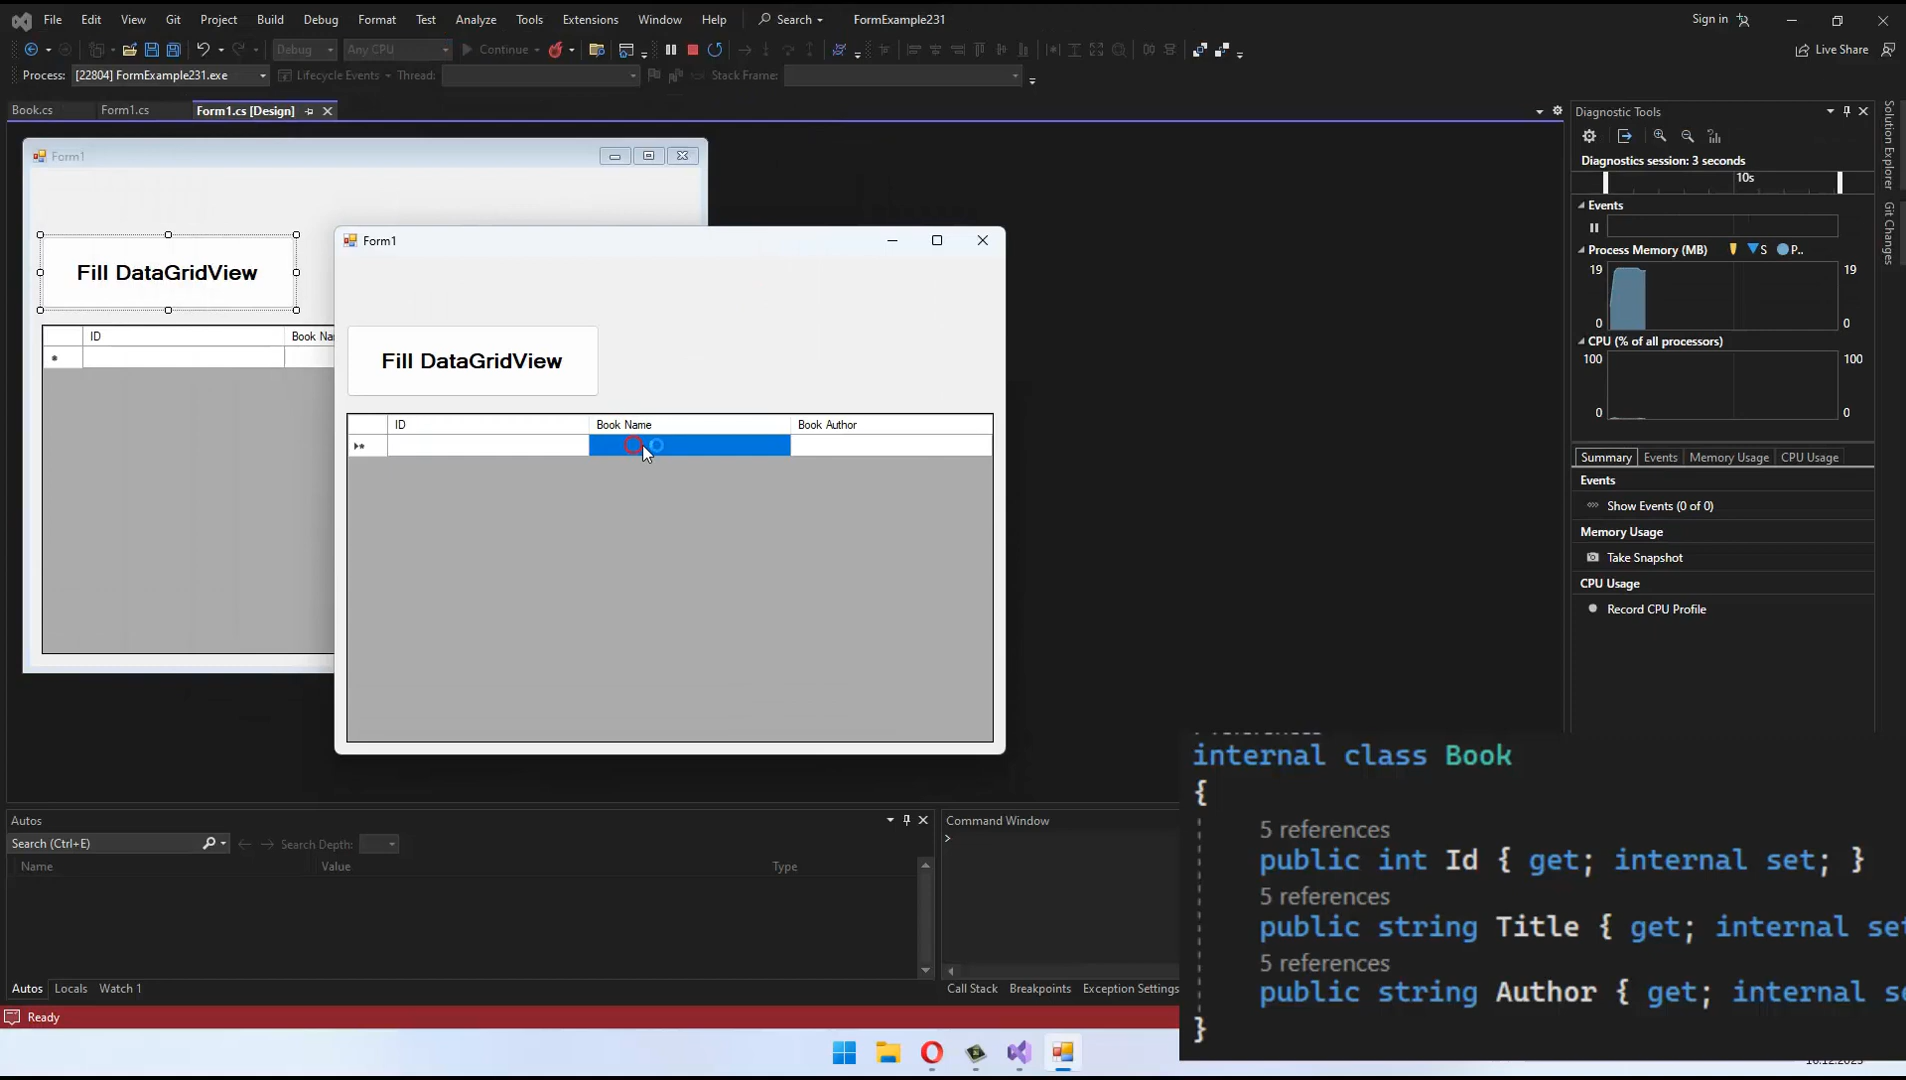 File Edit View Git Project Build Debug Format Test Analyze Tools Extensions Window Help Search FormExample231 Sign in
Debug Any CPU Continue Live Share
Process: [22804] FormExample231.exe Lifecycle Events Thread: Stack Frame:
Book.cs Form1.cs Form1.cs [Design]
Form1
Fill DataGridView
ID Book Na
Form1
Fill DataGridView
ID Book Name Book Author
Diagnostic Tools
Diagnostics session: 3 seconds
10s
Events
Process Memory (MB) S P..
19 19
0 0
CPU (% of all processors)
100 100
0 0
Summary Events Memory Usage CPU Usage
Events
Show Events (0 of 0)
Memory Usage
Take Snapshot
CPU Usage
Record CPU Profile
Solution Explorer
Git Changes
Autos
Search (Ctrl+E) Search Depth:
Name Value Type
Autos Locals Watch 1
Command Window
>
Call Stack Breakpoints Exception Settings
Ready
internal class Book
{
5 references
public int Id { get; internal set; }
5 references
public string Title { get; internal se
5 references
public string Author { get; internal s
}